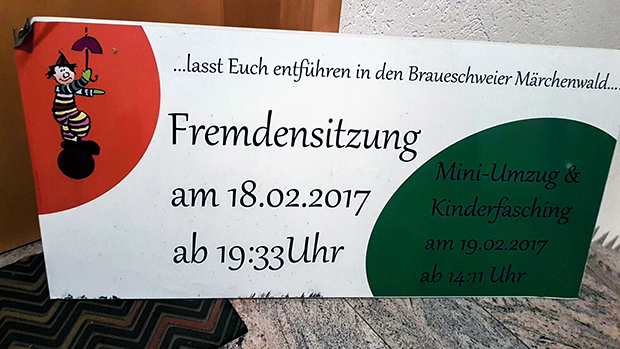 ...lasst Euch entführen in den Braueschweier Märchenwald....
Fremdensitzung
am 18.02.2017
ab 19:33Uhr
Mini-Umzug &
Kinderfasching
am 19.02.2017
ab 14:11 Uhr